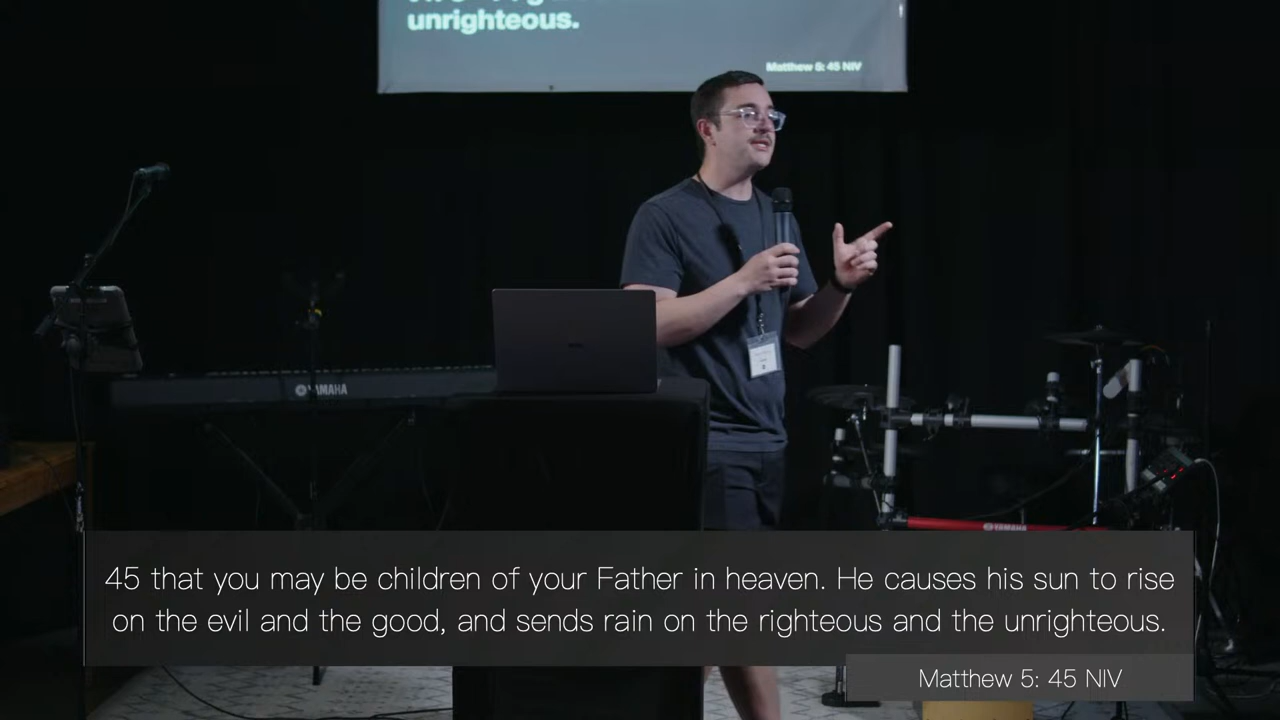 unrighteous.
Matthew 5: 45 NIV
YAMAHA
YAMAHA
45 that you may be children of your Father in heaven. He causes his sun to rise
on the evil and the good, and sends rain on the righteous and the unrighteous.
Matthew 5: 45 NIV